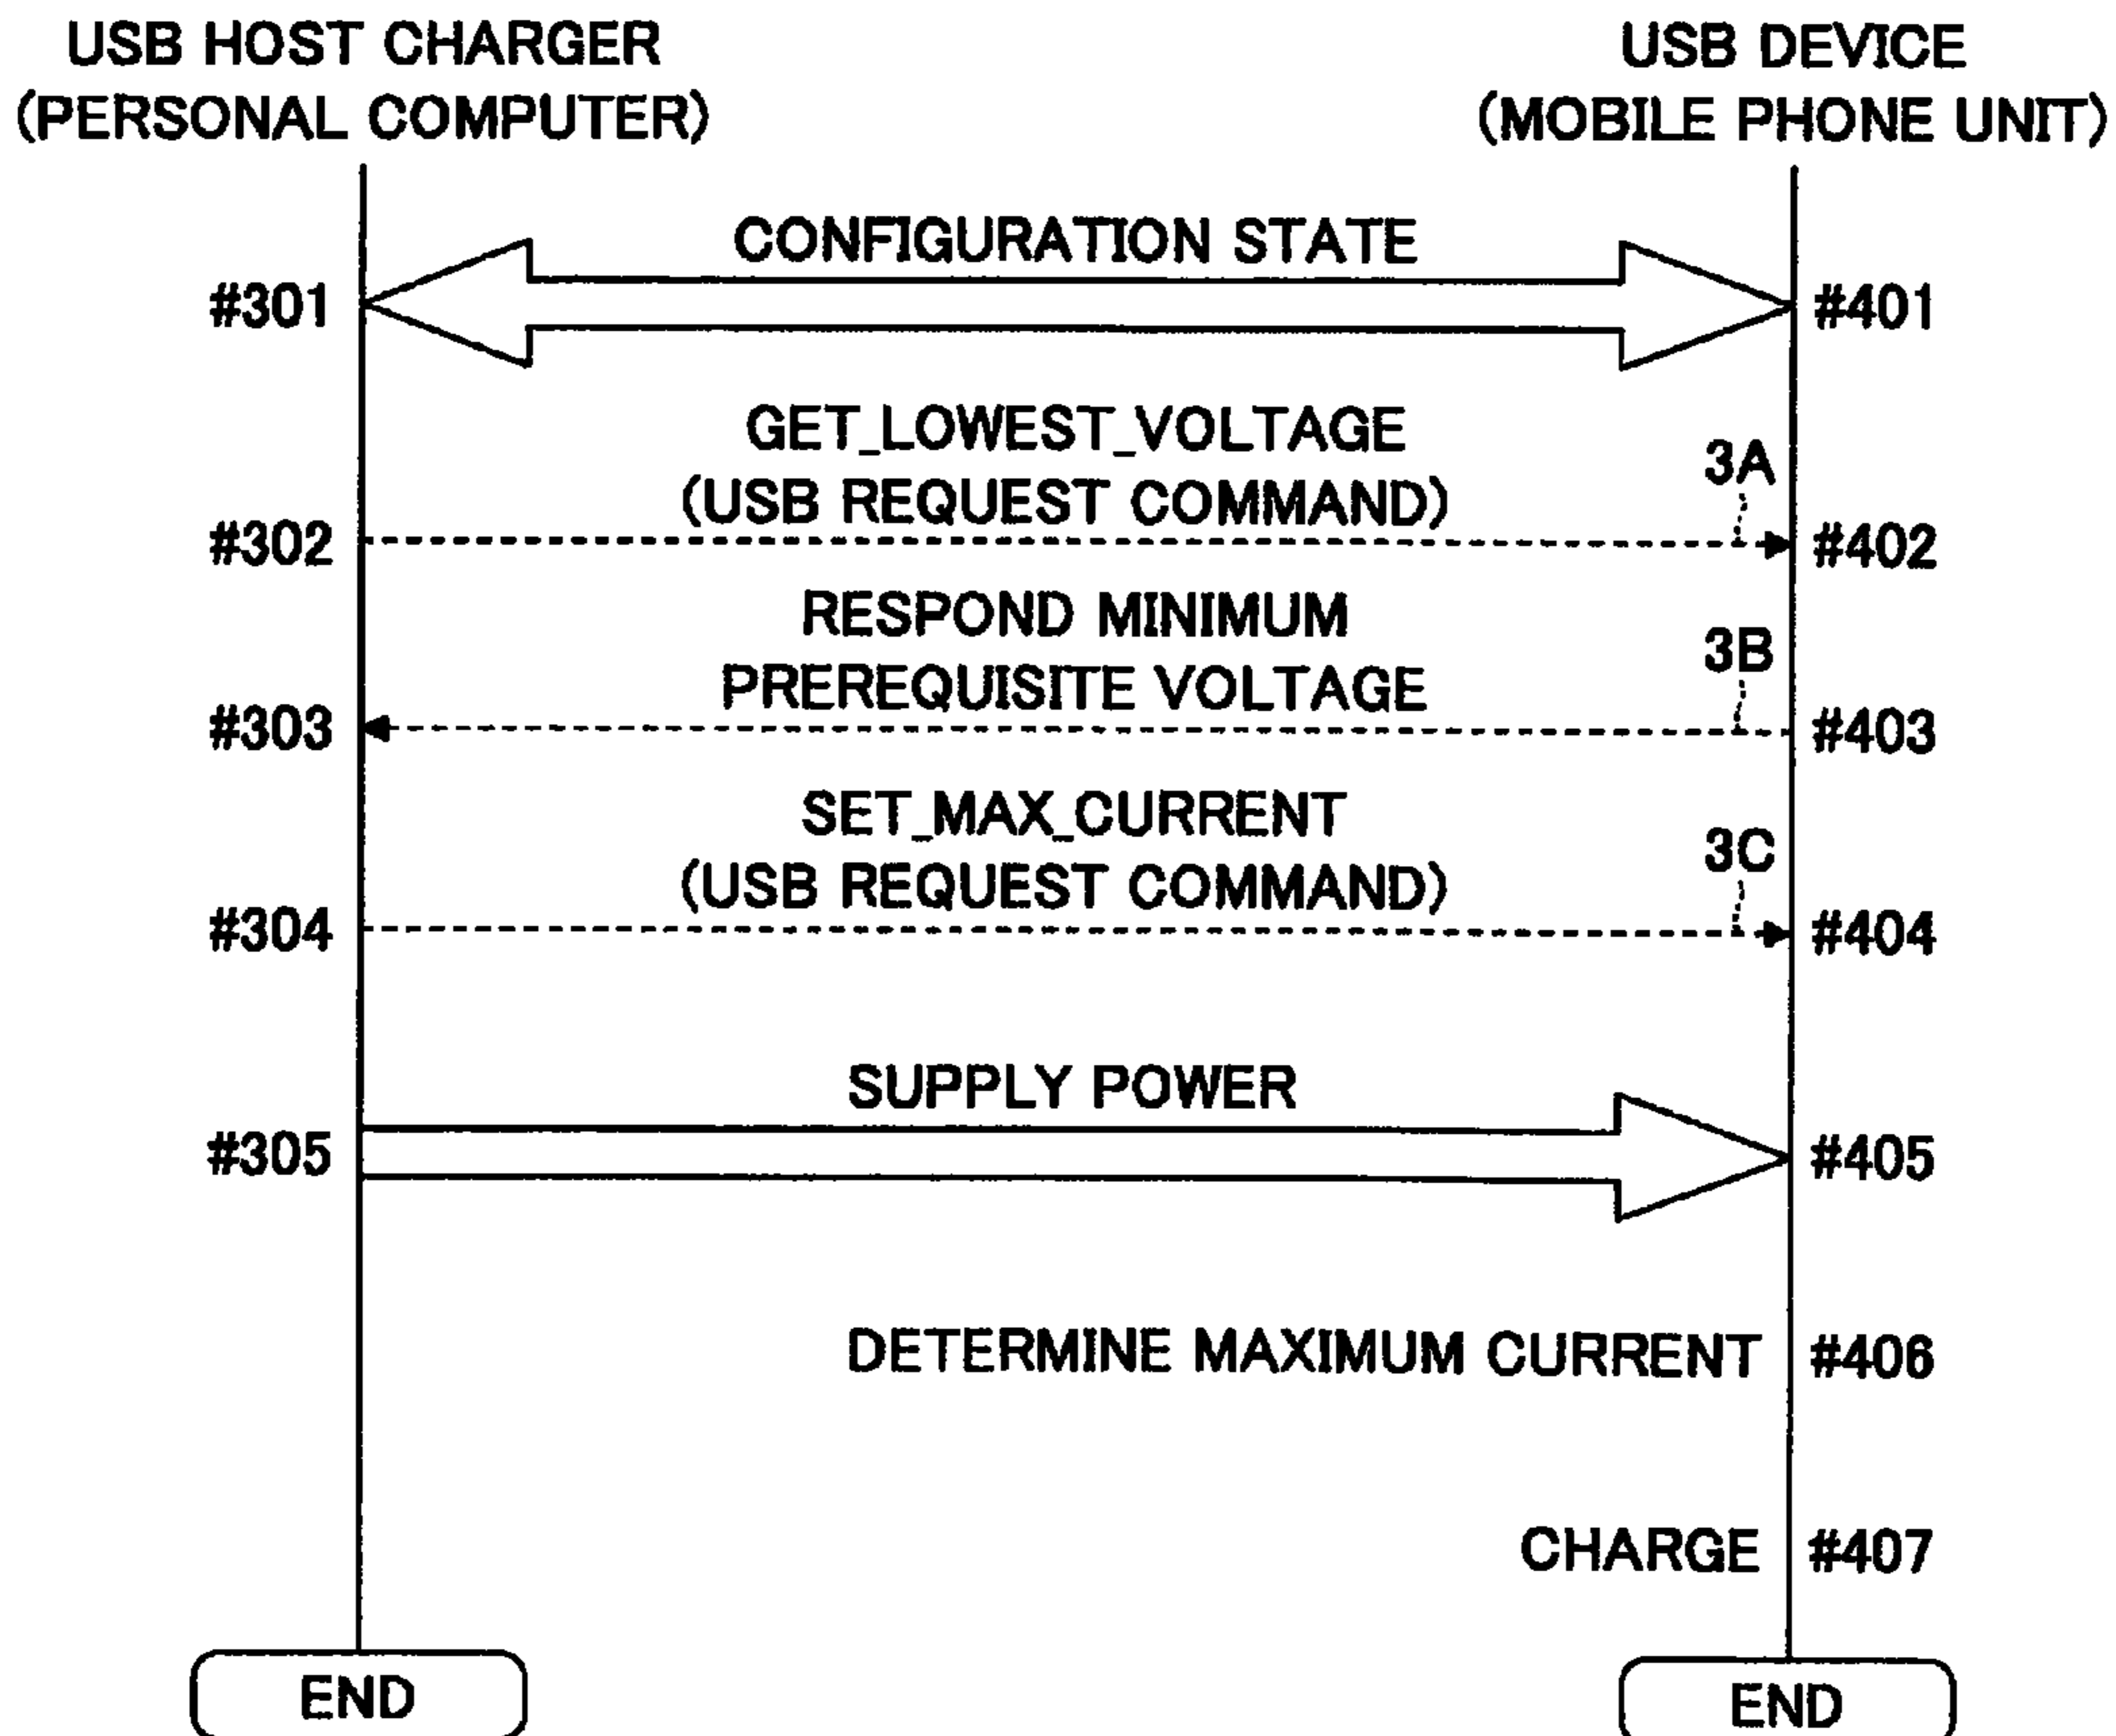 USB HOST CHARGER
(PERSONAL COMPUTER)
USB DEVICE
(MOBILE PHONE UNIT)
CONFIGURATION STATE
#301
#401
GET_LOWEST_VOLTAGE
(USB REQUEST COMMAND)
3A
#302
#402
RESPOND MINIMUM
PREREQUISITE VOLTAGE
3B
#303
#403
SET_MAX_CURRENT
(USB REQUEST COMMAND)
3C
#304
#404
SUPPLY POWER
#305
#405
DETERMINE MAXIMUM CURRENT
#406
CHARGE
#407
END
END